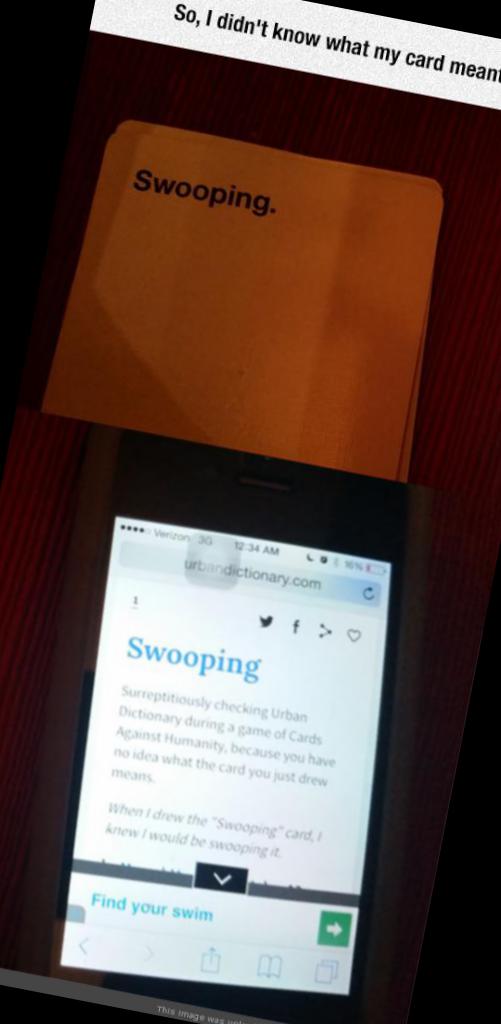 So, I didn't know what my card meant
Swooping.
Verizon 3G 12:34 AM 16%
urbandictionary.com
1
Swooping
Surreptitiously checking Urban
Dictionary during a game of Cards
Against Humanity, because you have
no idea what the card you just drew
means.
When I drew the "Swooping" card, I
knew I would be swooping it.
Find your swim
This image was